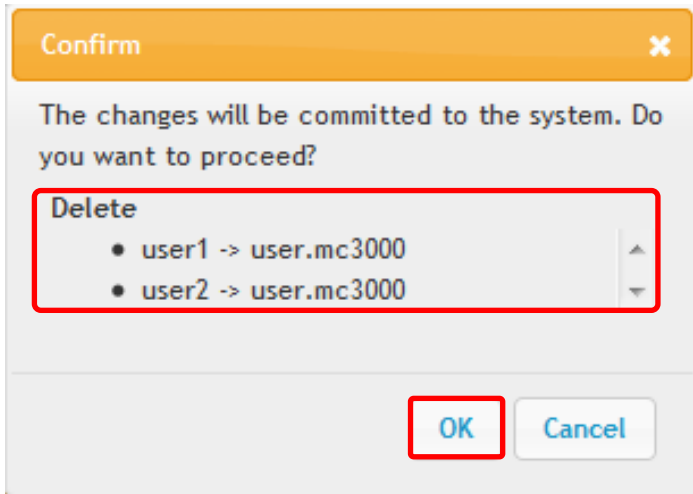 Confirm
The changes will be committed to the system. Do
you want to proceed?
Delete
• user1 -> user.mc3000
• user2 -> user.mc3000
OK
Cancel